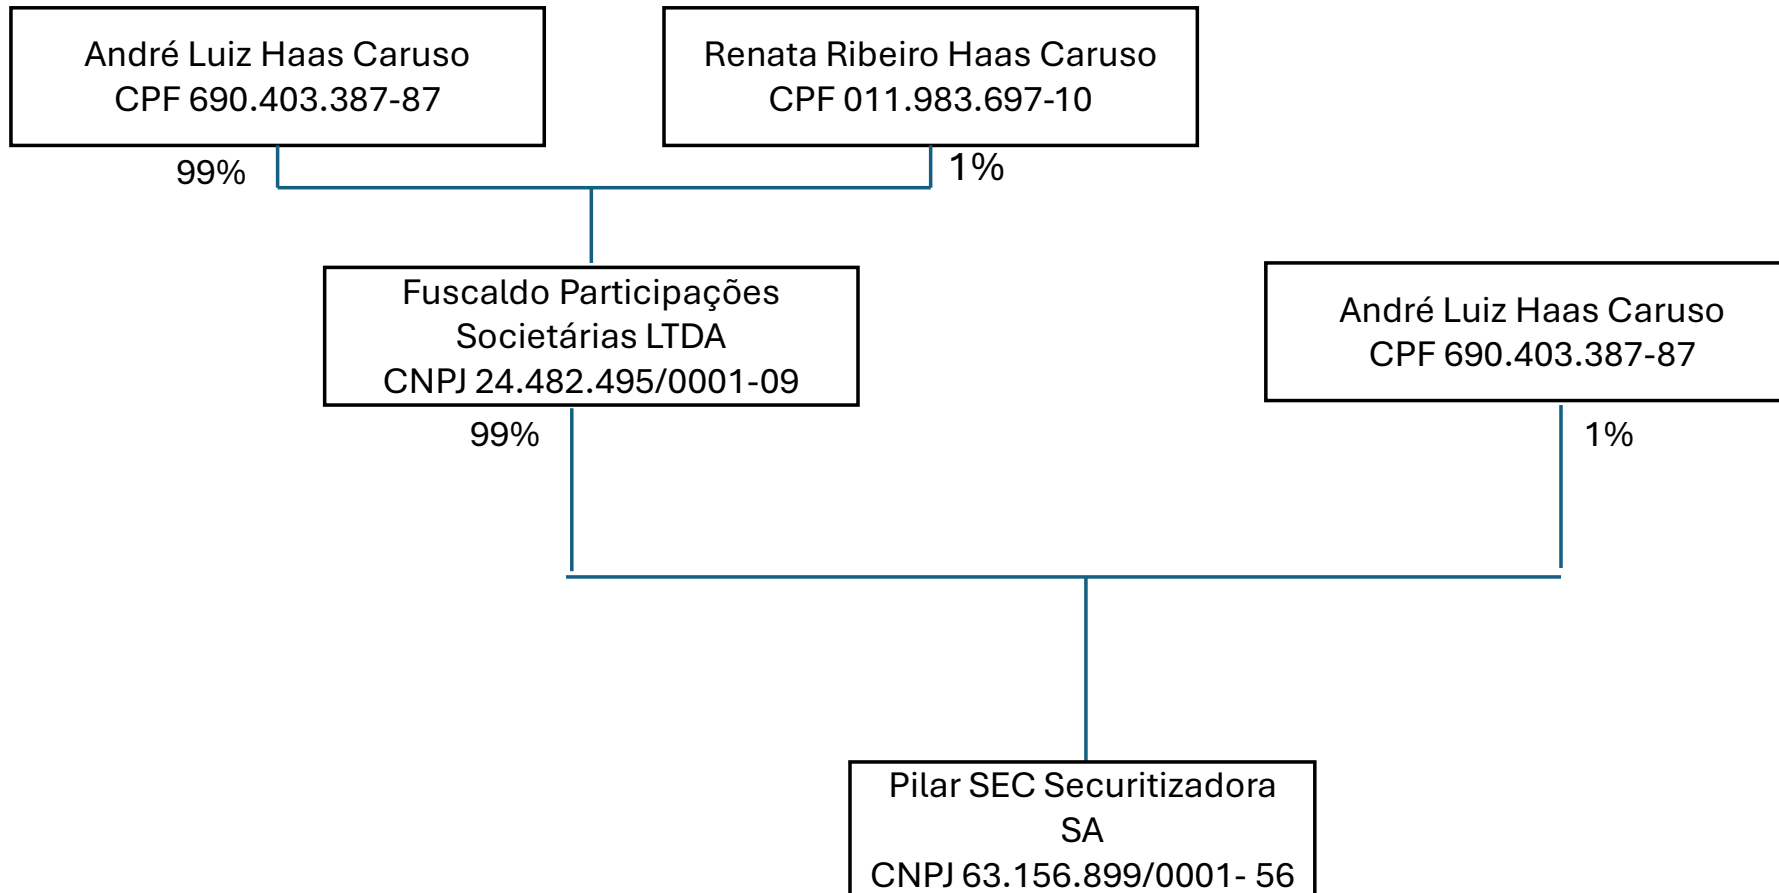 André Luiz Haas Caruso
CPF 690.403.387-87
Renata Ribeiro Haas Caruso
CPF 011.983.697-10
99%
1%
Fuscaldo Participações
Societárias LTDA
CNPJ 24.482.495/0001-09
André Luiz Haas Caruso
CPF 690.403.387-87
99%
1%
Pilar SEC Securitizadora
SA
CNPJ 63.156.899/0001- 56